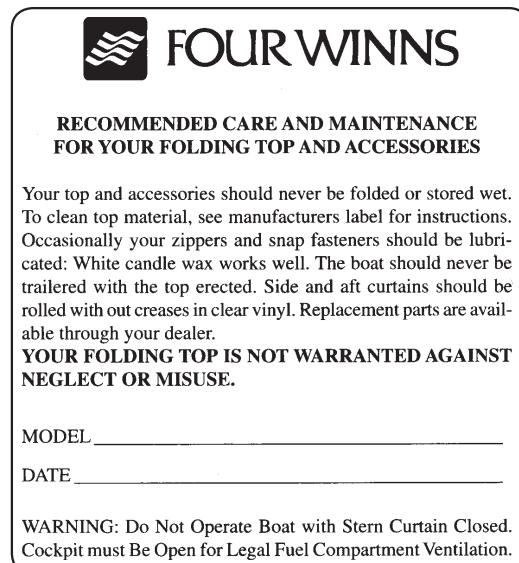 FOUR WINNS
RECOMMENDED CARE AND MAINTENANCE
FOR YOUR FOLDING TOP AND ACCESSORIES
Your top and accessories should never be folded or stored wet.
To clean top material, see manufacturers label for instructions.
Occasionally your zippers and snap fasteners should be lubri-
cated: White candle wax works well. The boat should never be
trailered with the top erected. Side and aft curtains should be
rolled with out creases in clear vinyl. Replacement parts are avail-
able through your dealer.
YOUR FOLDING TOP IS NOT WARRANTED AGAINST
NEGLECT OR MISUSE.
MODEL
DATE
WARNING: Do Not Operate Boat with Stern Curtain Closed.
Cockpit must Be Open for Legal Fuel Compartment Ventilation.